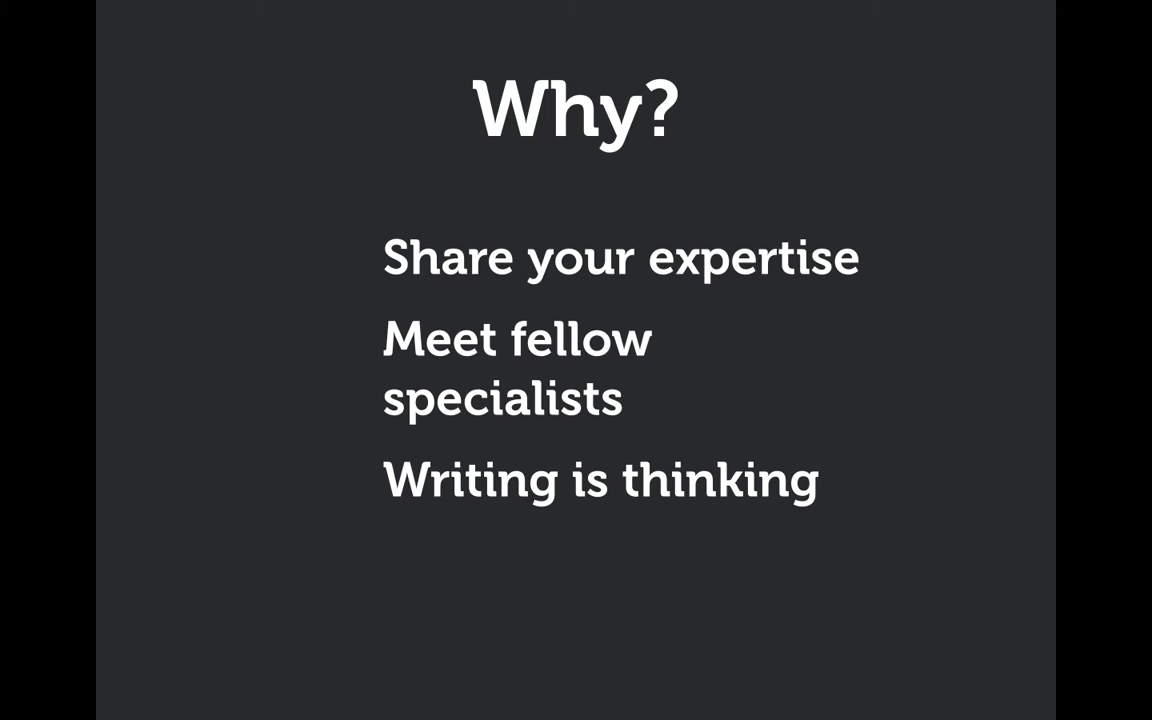 Why?
Share your expertise
Meet fellow
specialists
Writing is thinking